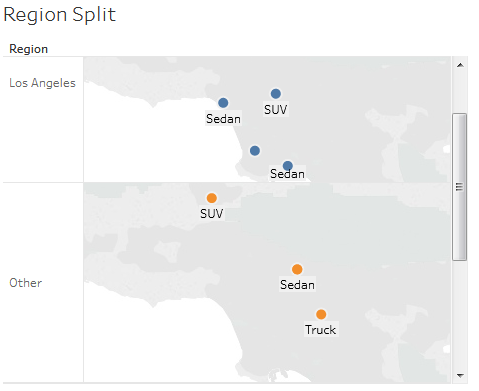 Region Split
Region
Los Angeles
Sedan
SUV
Sedan
SUV
Other
Sedan
Truck